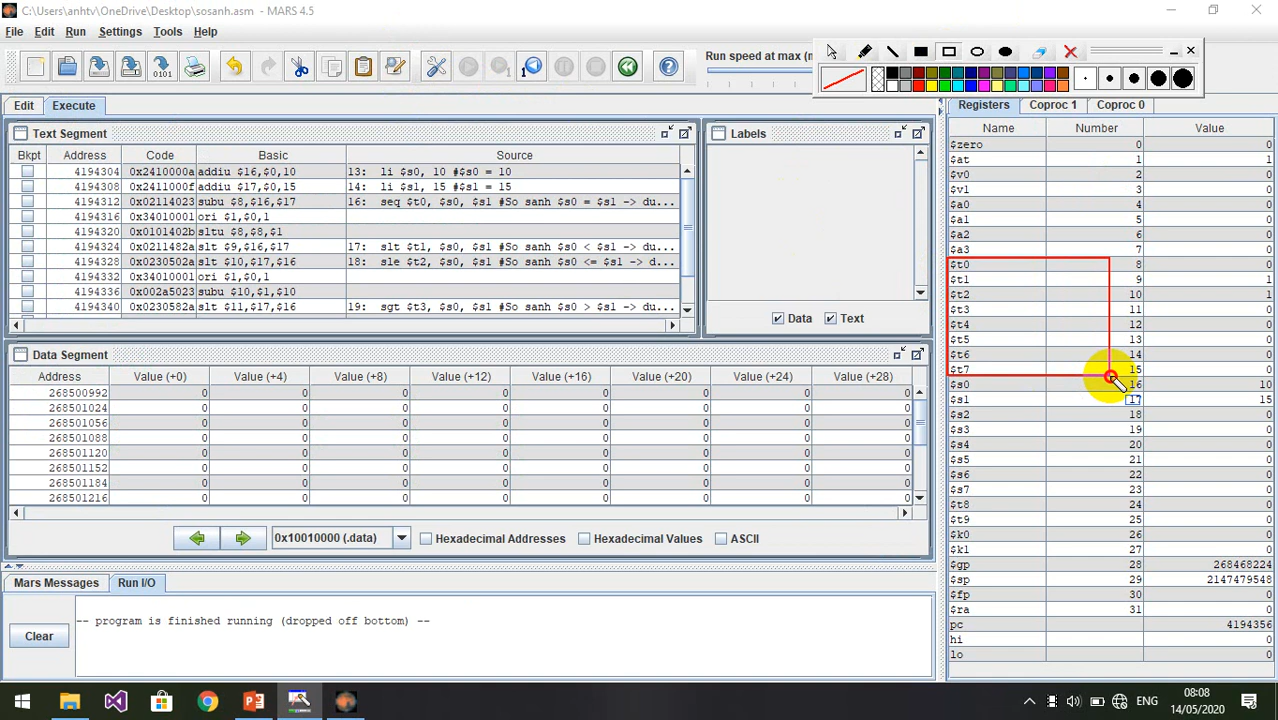 C:\Users\anhtv\OneDrive\Desktop\sosanh.asm - MARS 4.5
File Edit Run Settings Tools Help
Run speed at max (n
Edit Execute
Text Segment
Bkpt Address Code Basic Source
4194304 0x2410000a addiu $16,$0,10 13: li $s0, 10 #$s0 = 10
4194308 0x2411000f addiu $17,$0,15 14: li $s1, 15 #$s1 = 15
4194312 0x02114023 subu $8,$16,$17 16: seq $t0, $s0, $s1 #So sanh $s0 = $s1 -> du...
4194316 0x34010001 ori $1,$0,1
4194320 0x0101402b sltu $8,$8,$1
4194324 0x0211482a slt $9,$16,$17 17: slt $t1, $s0, $s1 #So sanh $s0 < $s1 -> du...
4194328 0x0230502a slt $10,$17,$16 18: sle $t2, $s0, $s1 #So sanh $s0 <= $s1 -> d...
4194332 0x34010001 ori $1,$0,1
4194336 0x002a5023 subu $10,$1,$10
4194340 0x0230582a slt $11,$17,$16 19: sgt $t3, $s0, $s1 #So sanh $s0 > $s1 -> du...
Labels
Data Text
Data Segment
Address Value (+0) Value (+4) Value (+8) Value (+12) Value (+16) Value (+20) Value (+24) Value (+28)
268500992 0 0 0 0 0 0 0 0
268501024 0 0 0 0 0 0 0 0
268501056 0 0 0 0 0 0 0 0
268501088 0 0 0 0 0 0 0 0
268501120 0 0 0 0 0 0 0 0
268501152 0 0 0 0 0 0 0 0
268501184 0 0 0 0 0 0 0 0
268501216 0 0 0 0 0 0 0 0
0x10010000 (.data) Hexadecimal Addresses Hexadecimal Values ASCII
Mars Messages Run I/O
-- program is finished running (dropped off bottom) --
Clear
Registers Coproc 1 Coproc 0
Name Number Value
$zero 0 0
$at 1 1
$v0 2 0
$v1 3 0
$a0 4 0
$a1 5 0
$a2 6 0
$a3 7 0
$t0 8 0
$t1 9 1
$t2 10 1
$t3 11 0
$t4 12 0
$t5 13 0
$t6 14 0
$t7 15 0
$s0 16 10
$s1 17 15
$s2 18 0
$s3 19 0
$s4 20 0
$s5 21 0
$s6 22 0
$s7 23 0
$t8 24 0
$t9 25 0
$k0 26 0
$k1 27 0
$gp 28 268468224
$sp 29 2147479548
$fp 30 0
$ra 31 0
pc 4194356
hi 0
lo 0
ENG
08:08
14/05/2020